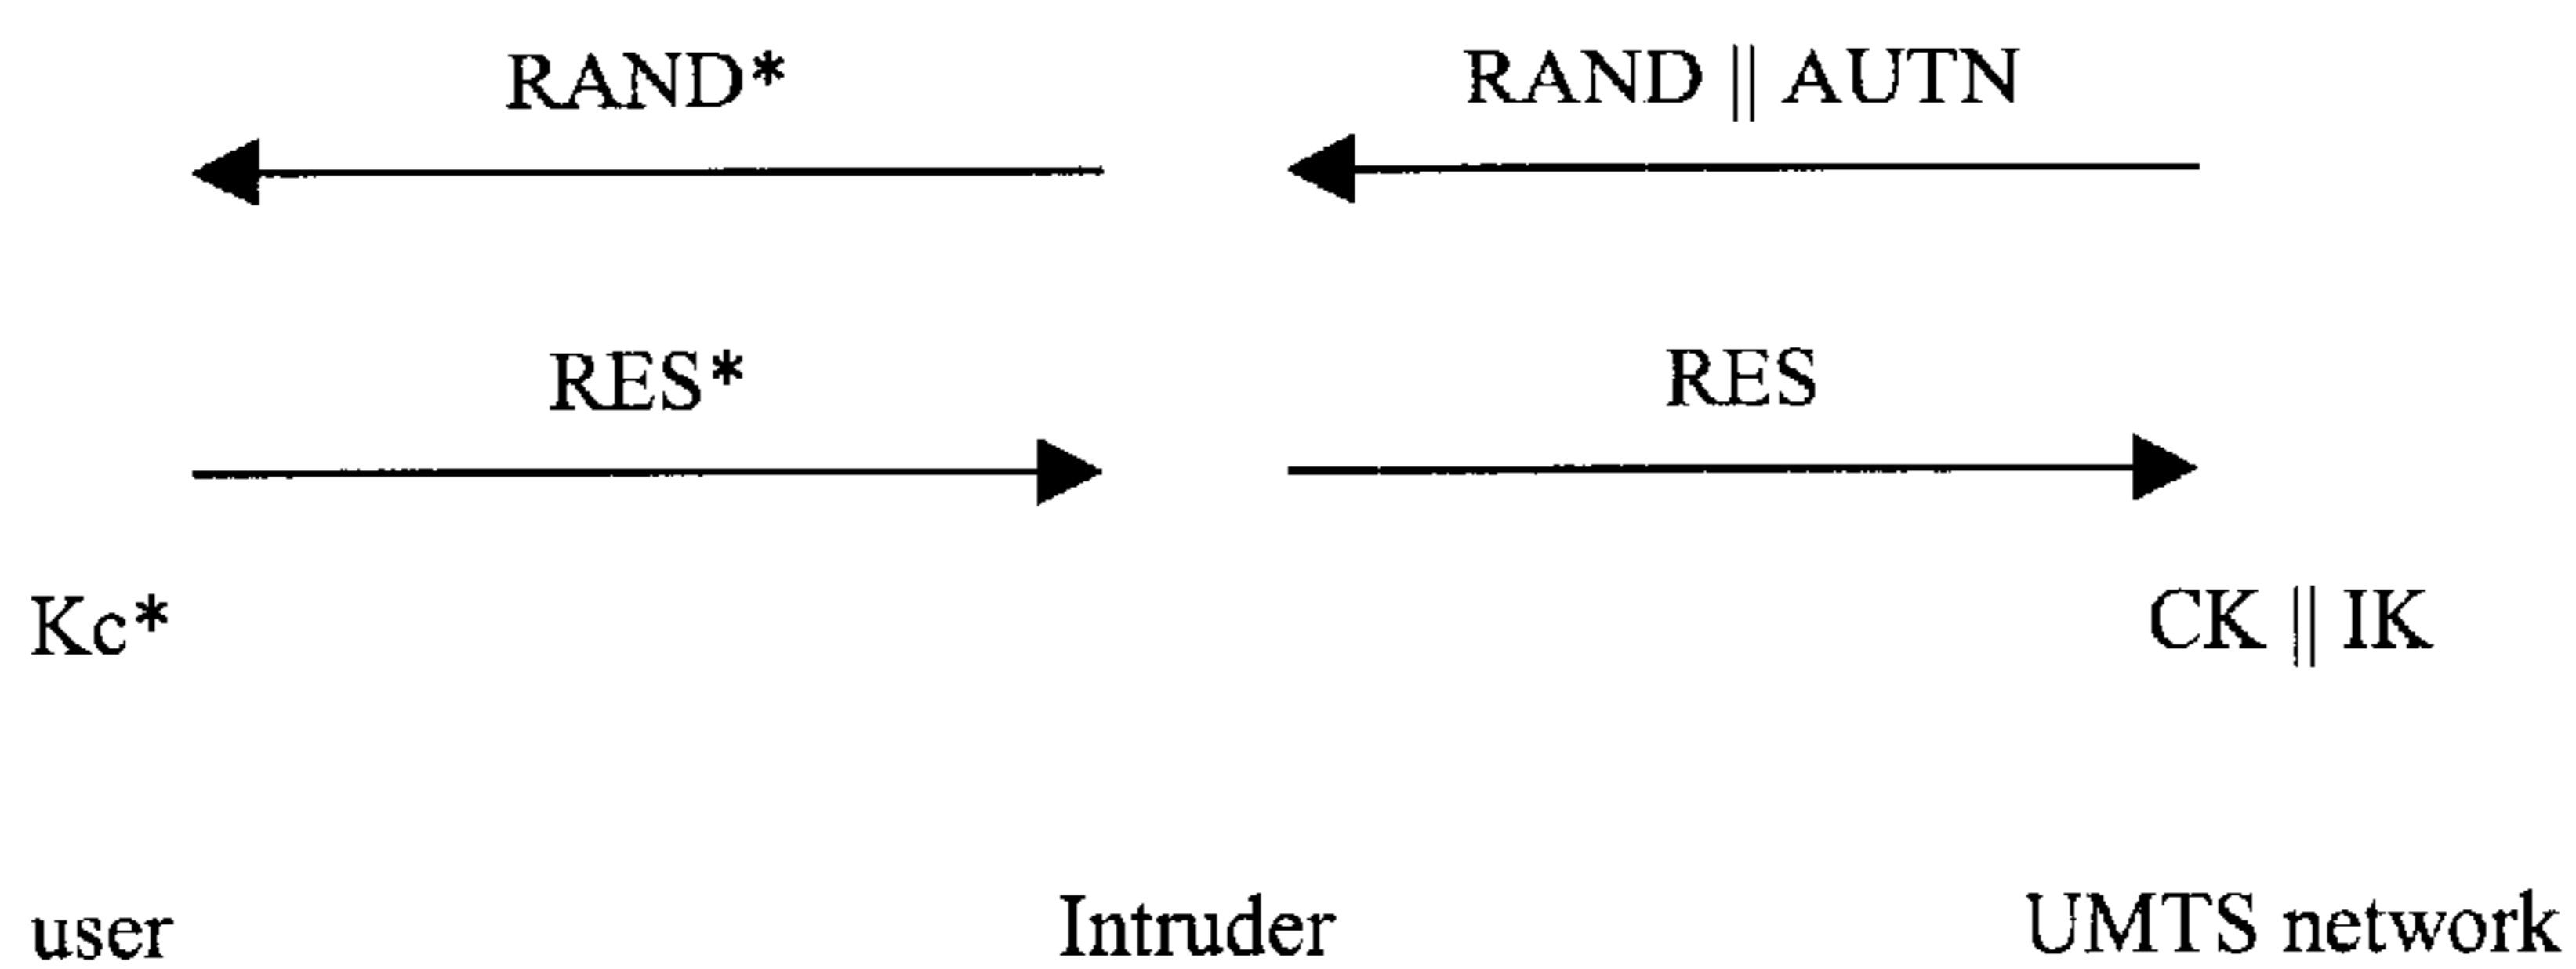 RAND* RAND || AUTN
RES* RES
Kc* CK || IK
user Intruder UMTS network